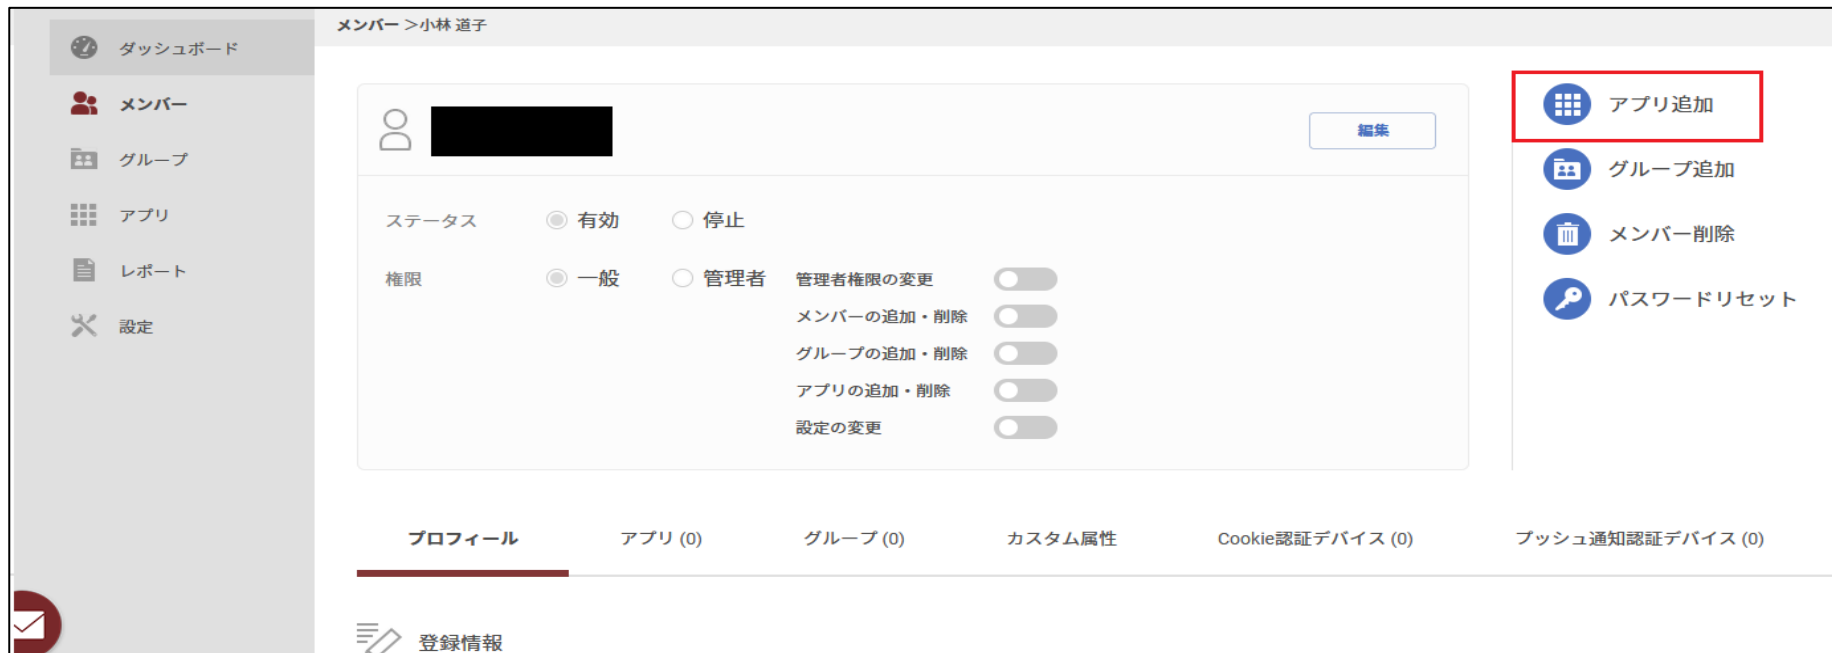 メンバー >小林 道子
ダッシュボード
メンバー
グループ
アプリ
レポート
設定
編集
ステータス 有効 停止
権限 一般 管理者 管理者権限の変更
メンバーの追加・削除
グループの追加・削除
アプリの追加・削除
設定の変更
アプリ追加
グループ追加
メンバー削除
パスワードリセット
プロフィール アプリ (0) グループ (0) カスタム属性 Cookie認証デバイス (0) プッシュ通知認証デバイス (0)
登録情報